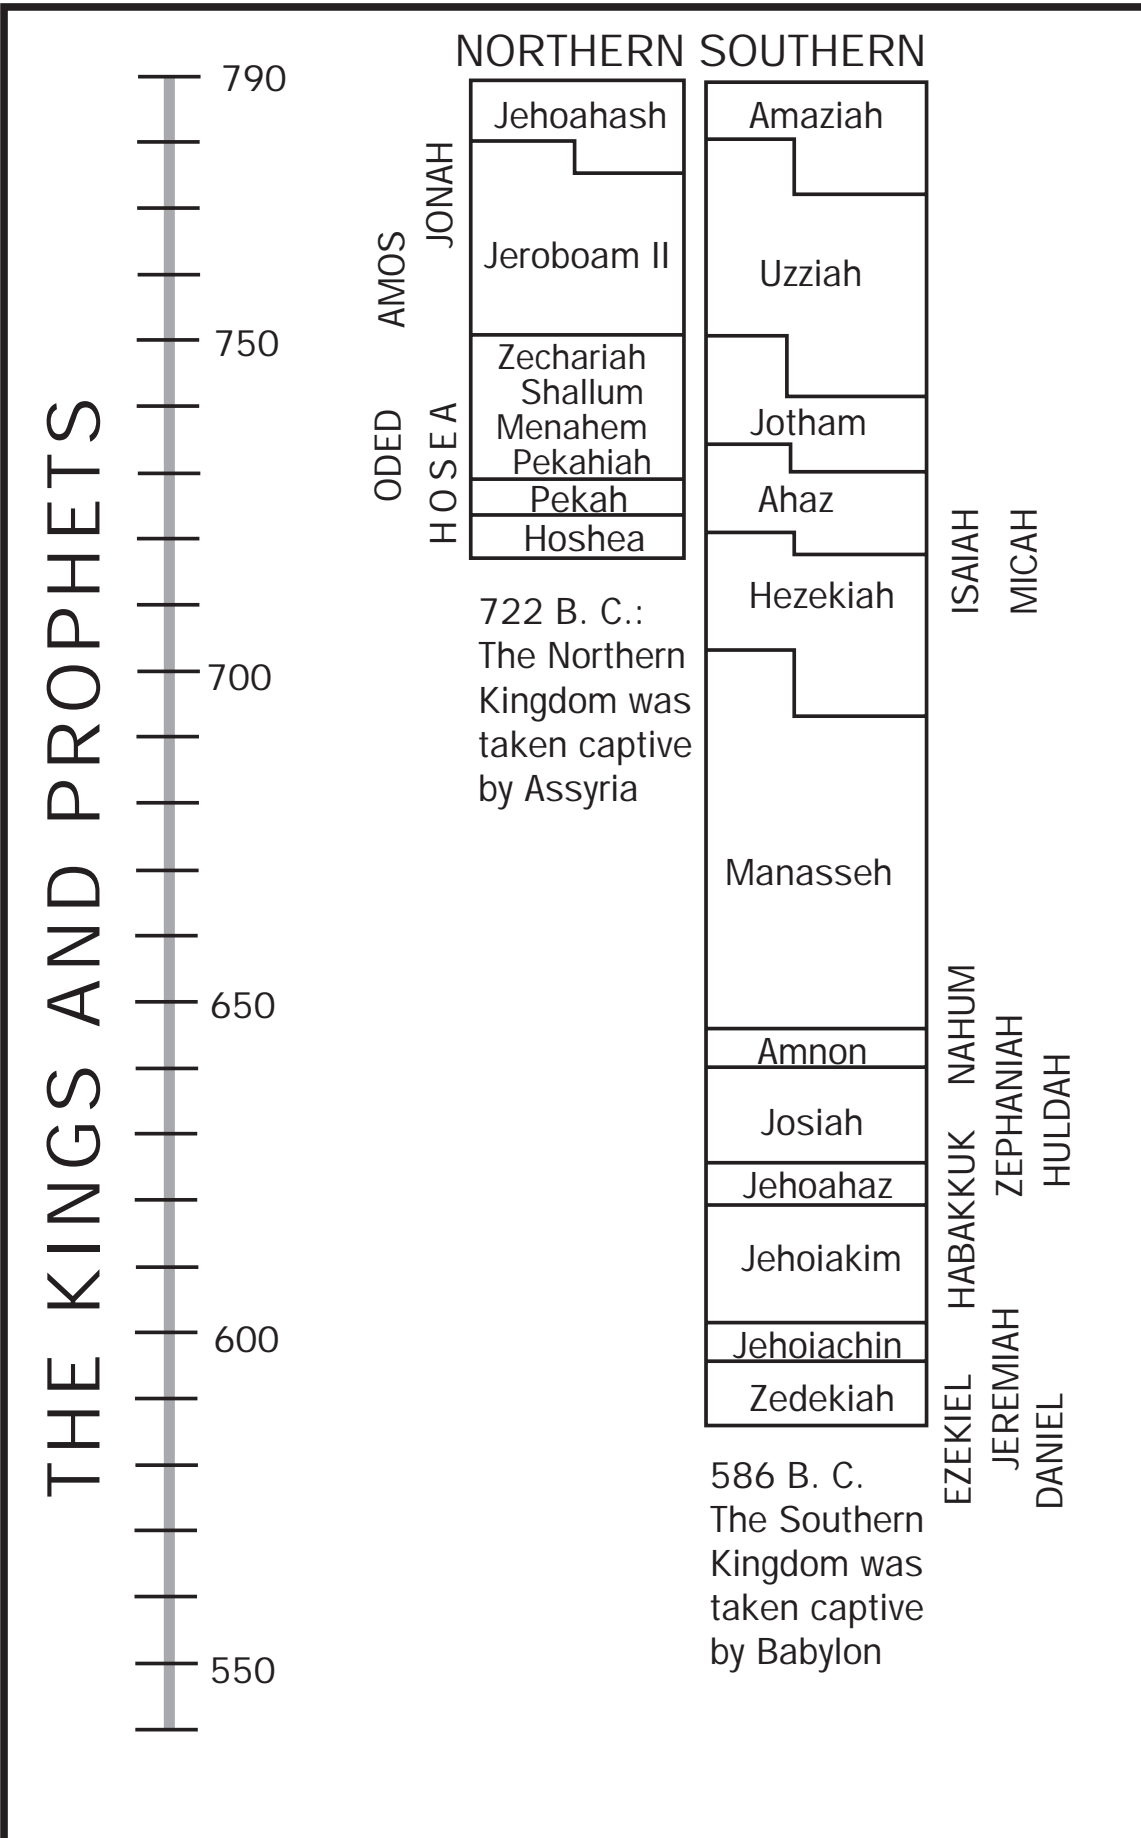 THE KINGS AND PROPHETS
790
750
700
650
600
550
NORTHERN
Jehoahash
Jeroboam II
Zechariah
Shallum
Menahem
Pekahiah
Pekah
Hoshea
722 B. C.:
The Northern
Kingdom was
taken captive
by Assyria
JONAH
AMOS
ODED
HOSEA
SOUTHERN
Amaziah
Uzziah
Jotham
Ahaz
Hezekiah
Manasseh
Amnon
Josiah
Jehoahaz
Jehoiakim
Jehoiachin
Zedekiah
586 B. C.
The Southern
Kingdom was
taken captive
by Babylon
ISAIAH
MICAH
NAHUM
ZEPHANIAH
HULDAH
HABAKKUK
JEREMIAH
EZEKIEL
DANIEL